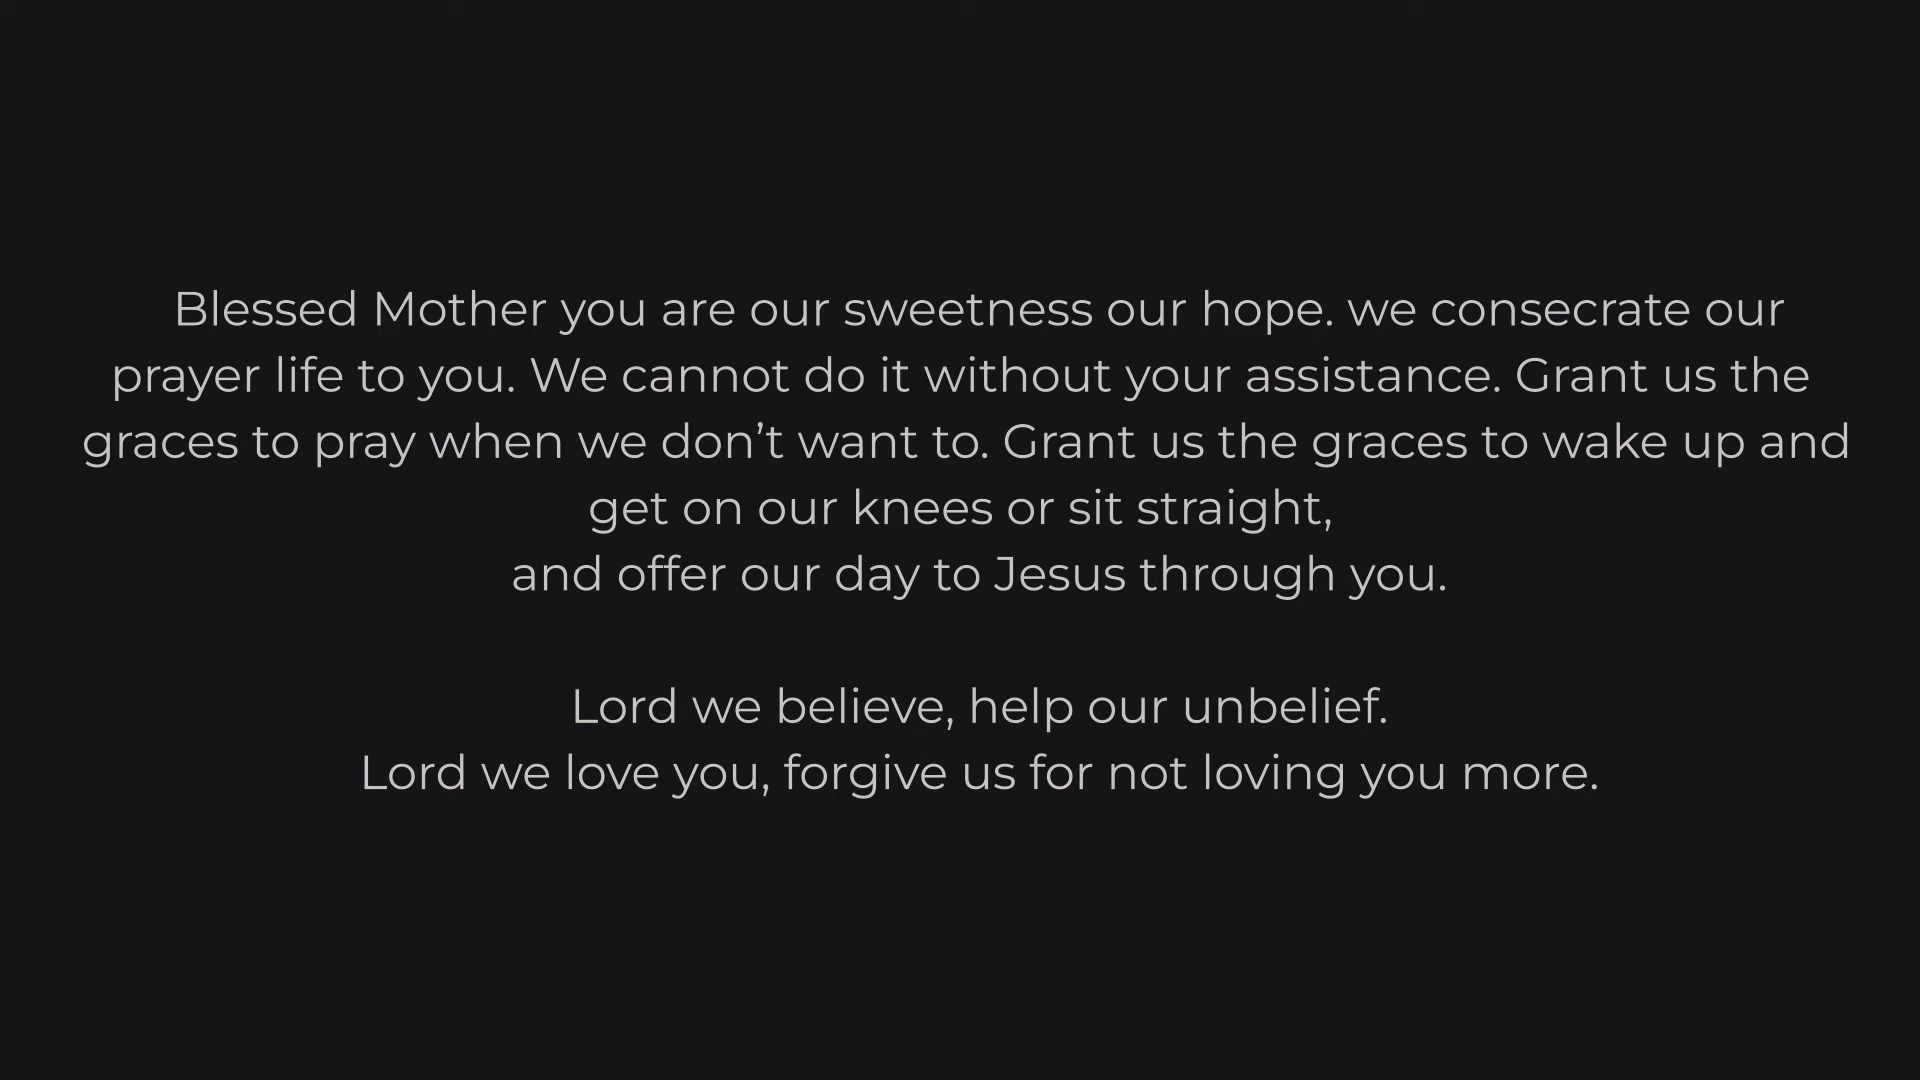 Blessed Mother you are our sweetness our hope. we consecrate our
prayer life to you. We cannot do it without your assistance. Grant us the
graces to pray when we don’t want to. Grant us the graces to wake up and
get on our knees or sit straight,
and offer our day to Jesus through you.
Lord we believe, help our unbelief.
Lord we love you, forgive us for not loving you more.